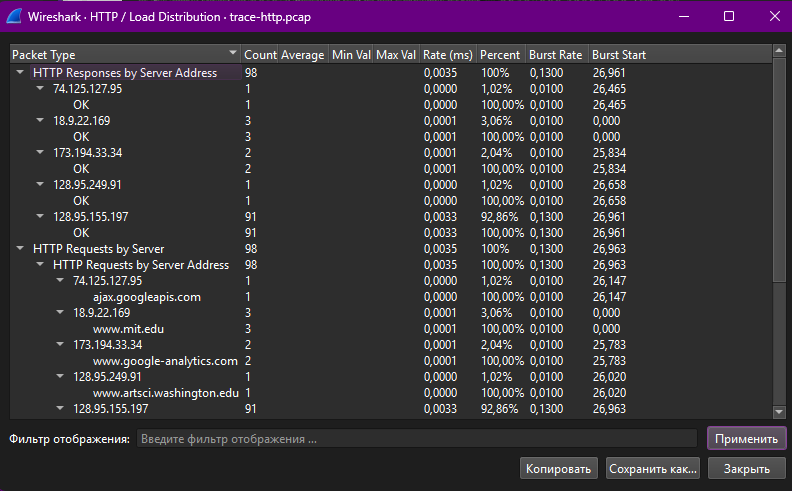 Wireshark · HTTP / Load Distribution · trace-http.pcap
Packet Type Count Average Min Val Max Val Rate (ms) Percent Burst Rate Burst Start
HTTP Responses by Server Address 98 0,0035 100% 0,1300 26,961
74.125.127.95 1 0,0000 1,02% 0,0100 26,465
OK 1 0,0000 100,00% 0,0100 26,465
18.9.22.169 3 0,0001 3,06% 0,0100 0,000
OK 3 0,0001 100,00% 0,0100 0,000
173.194.33.34 2 0,0001 2,04% 0,0100 25,834
OK 2 0,0001 100,00% 0,0100 25,834
128.95.249.91 1 0,0000 1,02% 0,0100 26,658
OK 1 0,0000 100,00% 0,0100 26,658
128.95.155.197 91 0,0033 92,86% 0,1300 26,961
OK 91 0,0033 100,00% 0,1300 26,961
HTTP Requests by Server 98 0,0035 100% 0,1300 26,963
HTTP Requests by Server Address 98 0,0035 100,00% 0,1300 26,963
74.125.127.95 1 0,0000 1,02% 0,0100 26,147
ajax.googleapis.com 1 0,0000 100,00% 0,0100 26,147
18.9.22.169 3 0,0001 3,06% 0,0100 0,000
www.mit.edu 3 0,0001 100,00% 0,0100 0,000
173.194.33.34 2 0,0001 2,04% 0,0100 25,783
www.google-analytics.com 2 0,0001 100,00% 0,0100 25,783
128.95.249.91 1 0,0000 1,02% 0,0100 26,020
www.artsci.washington.edu 1 0,0000 100,00% 0,0100 26,020
128.95.155.197 91 0,0033 92,86% 0,1300 26,963
Фильтр отображения: Введите фильтр отображения ... Применить
Копировать Сохранить как... Закрыть